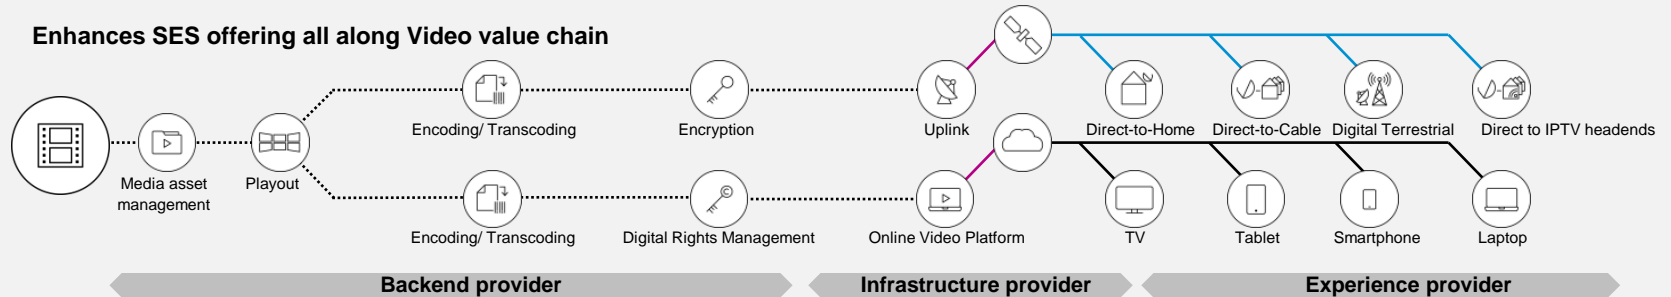 Enhances SES offering all along Video value chain
Encoding/ Transcoding
Encryption
Uplink
Direct-to-Home
Direct-to-Cable
Digital Terrestrial
Direct to IPTV headends
Media asset
management
Playout
Encoding/ Transcoding
Digital Rights Management
Online Video Platform
TV
Tablet
Smartphone
Laptop
Backend provider
Infrastructure provider
Experience provider